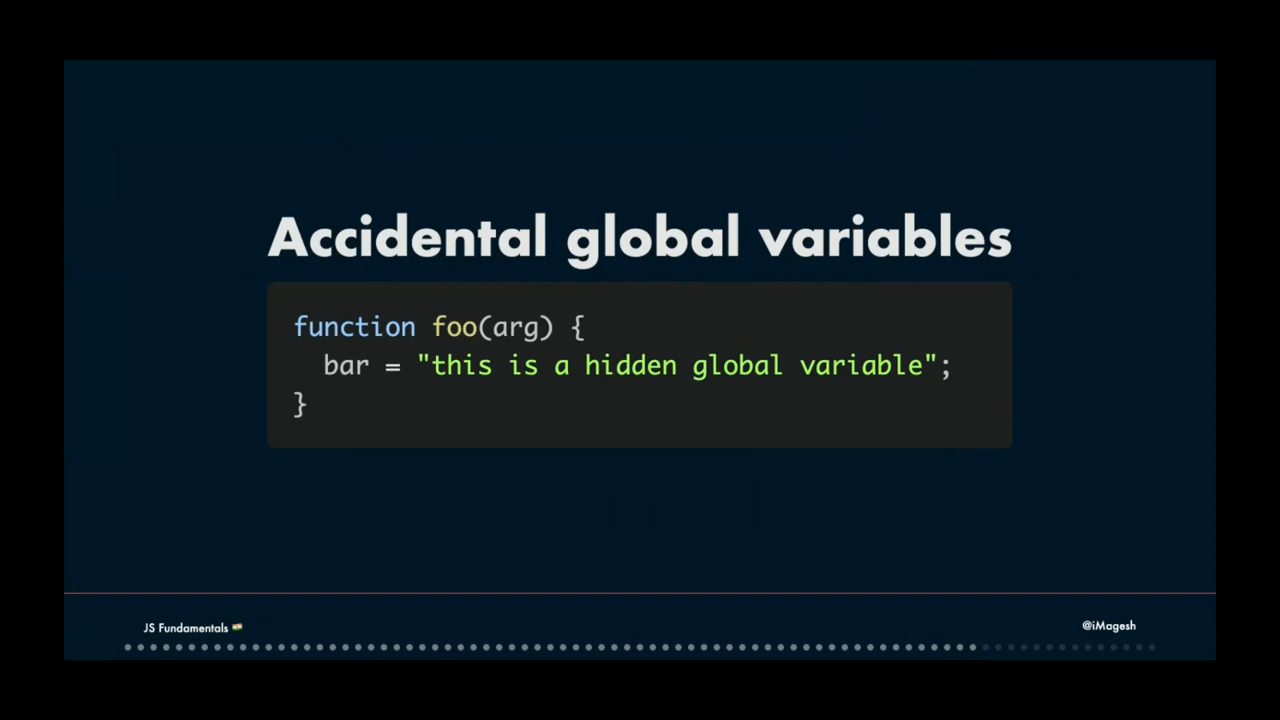 Accidental global variables
function foo(arg) {
  bar = "this is a hidden global variable";
}
JS Fundamentals 🇮🇳
@iMagesh